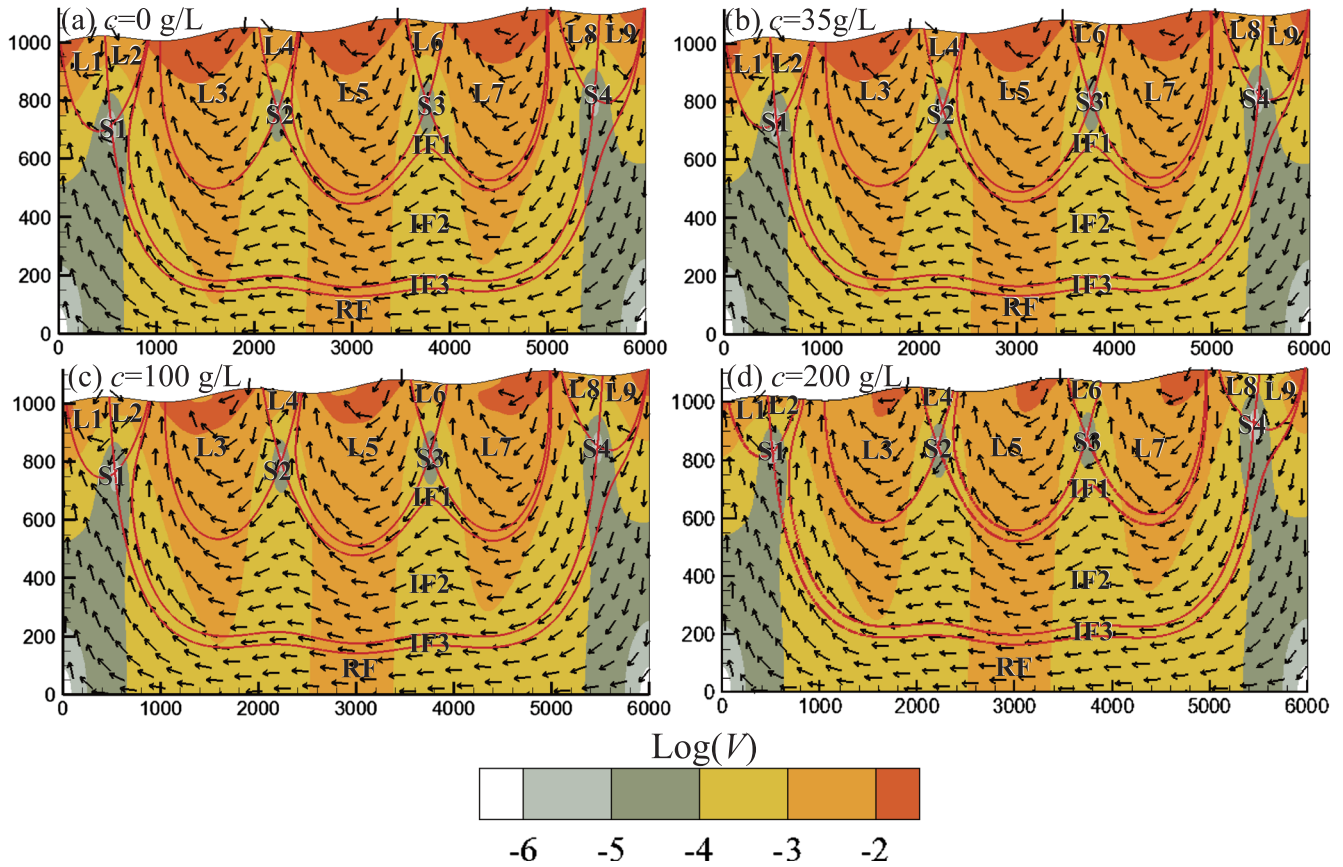 (a) c=0 g/L
L1 L2 L3 L4 L5 L6 L7 L8 L9
S1 S2 S3 S4
IF1
IF2
IF3
RF
1000
800
600
400
200
0
0 1000 2000 3000 4000 5000 6000
(b) c=35g/L
L1 L2 L3 L4 L5 L6 L7 L8 L9
S1 S2 S3 S4
IF1
IF2
IF3
RF
1000
800
600
400
200
0
0 1000 2000 3000 4000 5000 6000
(c) c=100 g/L
L1 L2 L3 L4 L5 L6 L7 L8 L9
S1 S2 S3 S4
IF1
IF2
IF3
RF
1000
800
600
400
200
0
0 1000 2000 3000 4000 5000 6000
(d) c=200 g/L
L1 L2 L3 L4 L5 L6 L7 L8 L9
S1 S2 S3 S4
IF1
IF2
IF3
RF
1000
800
600
400
200
0
0 1000 2000 3000 4000 5000 6000
Log(V)
-6 -5 -4 -3 -2